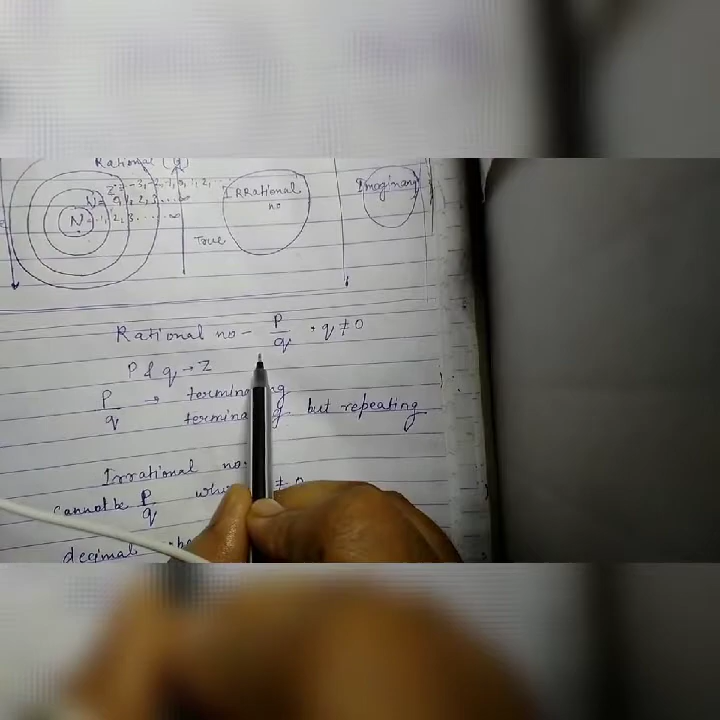 Rational (Q)
Z = -3, -2, -1, 0, 1, 2, ...
1, 2, 3 ..... ∞
N = 1, 2, 3 ..... ∞
IRRational
no
Imaginary
True
Rational no - P/q . q ≠ 0
P & q → Z
P/q → terminating
terminating but repeating
Irrational no.
cannot be P/q ≠ 0
decimal